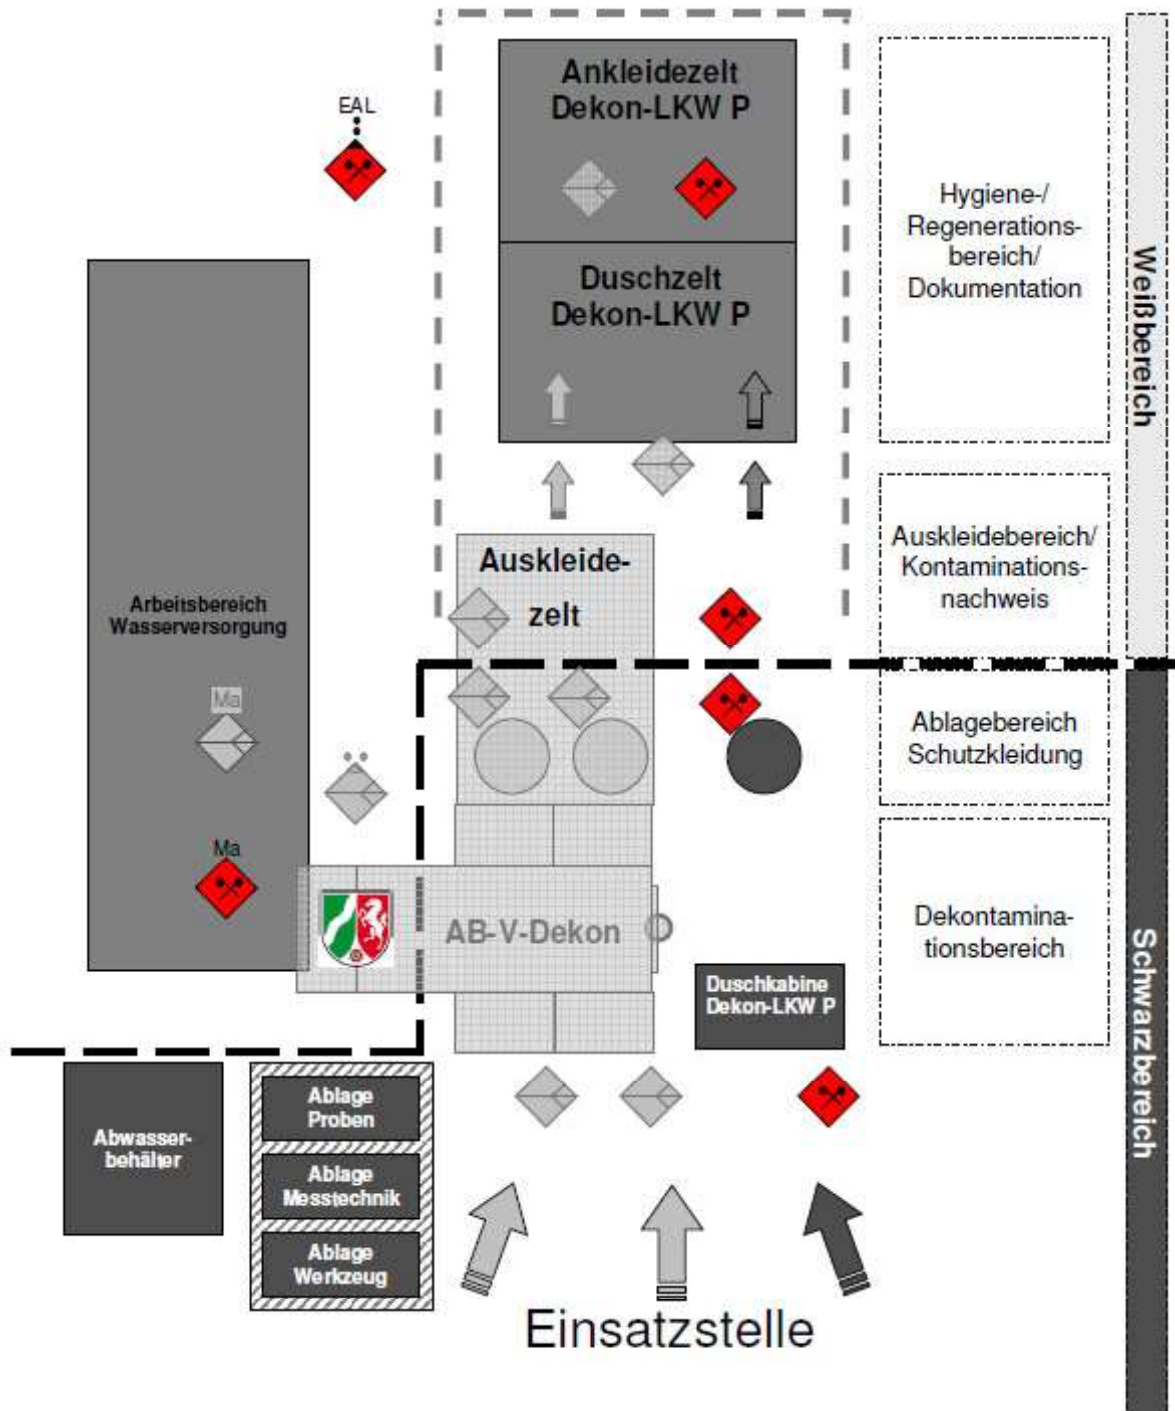 EAL
Ankleidezelt
Dekon-LKW P
Duschzelt
Dekon-LKW P
Hygiene-/
Regenerations-
bereich/
Dokumentation
Weißbereich
Auskleide-
zelt
Auskleidebereich/
Kontaminations-
nachweis
Arbeitsbereich
Wasserversorgung
Ma
Ma
Ablagebereich
Schutzkleidung
AB-V-Dekon
Dekontamina-
tionsbereich
Duschkabine
Dekon-LKW P
Schwarzbereich
Abwasser-
behälter
Ablage
Proben
Ablage
Messtechnik
Ablage
Werkzeug
Einsatzstelle